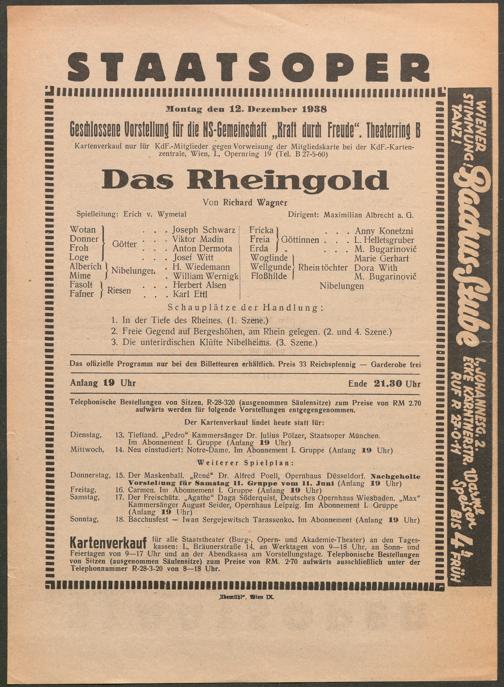 STAATSOPER
Montag den 12. Dezember 1938
Geschlossene Vorstellung für die NS-Gemeinschaft „Kraft durch Freude“. Theaterring B
Kartenverkauf nur für KdF.-Mitglieder gegen Vorweisung der Mitgliedskarte bei der KdF.-Karten-
zentrale, Wien, I., Opernring 19 (Tel. B 27-5-60)
Das Rheingold
Von Richard Wagner
Spielleitung: Erich v. Wymetal Dirigent: Maximilian Albrecht a. G.
Wotan } Götter . . . Joseph Schwarz
Donner . . . Viktor Madin
Froh . . . Anton Dermota
Loge . . . Josef Witt
Alberich } Nibelungen . H. Wiedemann
Mime . William Wernigk
Fasolt } Riesen . . . Herbert Alsen
Fafner . . . Karl Ettl
Fricka } Göttinnen . . . Anny Konetzni
Freia . . . L. Helletsgruber
Erda . . . M. Bugarinović
Woglinde } Rheintöchter Marie Gerhart
Wellgunde Dora With
Floßhilde M. Bugarinović
Nibelungen
Schauplätze der Handlung:
1. In der Tiefe des Rheines. (1. Szene.)
2. Freie Gegend auf Bergeshöhen, am Rhein gelegen. (2. und 4. Szene.)
3. Die unterirdischen Klüfte Nibelheims. (3. Szene.)
Das offizielle Programm nur bei den Billetteuren erhältlich. Preis 33 Reichspfennig — Garderobe frei
Anfang 19 Uhr Ende 21.30 Uhr
Telephonische Bestellungen von Sitzen, R-28-320 (ausgenommen Säulensitze) zum Preise von RM 2.70
aufwärts werden für folgende Vorstellungen entgegengenommen.
Der Kartenverkauf findet heute statt für:
Dienstag, 13. Tiefland. „Pedro“ Kammersänger Dr. Julius Pölzer, Staatsoper München.
Im Abonnement I. Gruppe (Anfang 19 Uhr)
Mittwoch, 14. Neu einstudiert: Notre-Dame. Im Abonnement I. Gruppe (Anfang 19 Uhr)
Weiterer Spielplan:
Donnerstag, 15. Der Maskenball. „René“ Dr. Alfred Poell, Opernhaus Düsseldorf. Nachgeholte
Vorstellung für Samstag II. Gruppe vom 11. Juni (Anfang 19 Uhr)
Freitag, 16. Carmen. Im Abonnement I. Gruppe (Anfang 19 Uhr)
Samstag, 17. Der Freischütz. „Agathe“ Daga Söderquist, Deutsches Opernhaus Wiesbaden, „Max“
Kammersänger August Seider, Opernhaus Leipzig. Im Abonnement I. Gruppe
(Anfang 19 Uhr)
Sonntag, 18. Bacchusfest — Iwan Sergejewitsch Tarassenko. Im Abonnement (Anfang 19 Uhr)
Kartenverkauf für alle Staatstheater (Burg-, Opern- und Akademie-Theater) an den Tages-
kassen: I., Bräunerstraße 14, an Werktagen von 9—18 Uhr, an Sonn- und
Feiertagen von 9—17 Uhr und an der Abendkassa am Vorstellungstage. Telephonische Bestellungen
von Sitzen (ausgenommen Säulensitze) zum Preise von RM. 2·70 aufwärts ausschließlich unter der
Telephonnummer R-28-3-20 von 8—18 Uhr.
Wien IX.
WIENER
STIMMUNG!
TANZ!
Bacchus-Stube
I. JOHANNESG. 2
ECKE KÄRNTNERSTR.
RUF R 27-0-19
Warme
Speisen
BIS 4h FRÜH